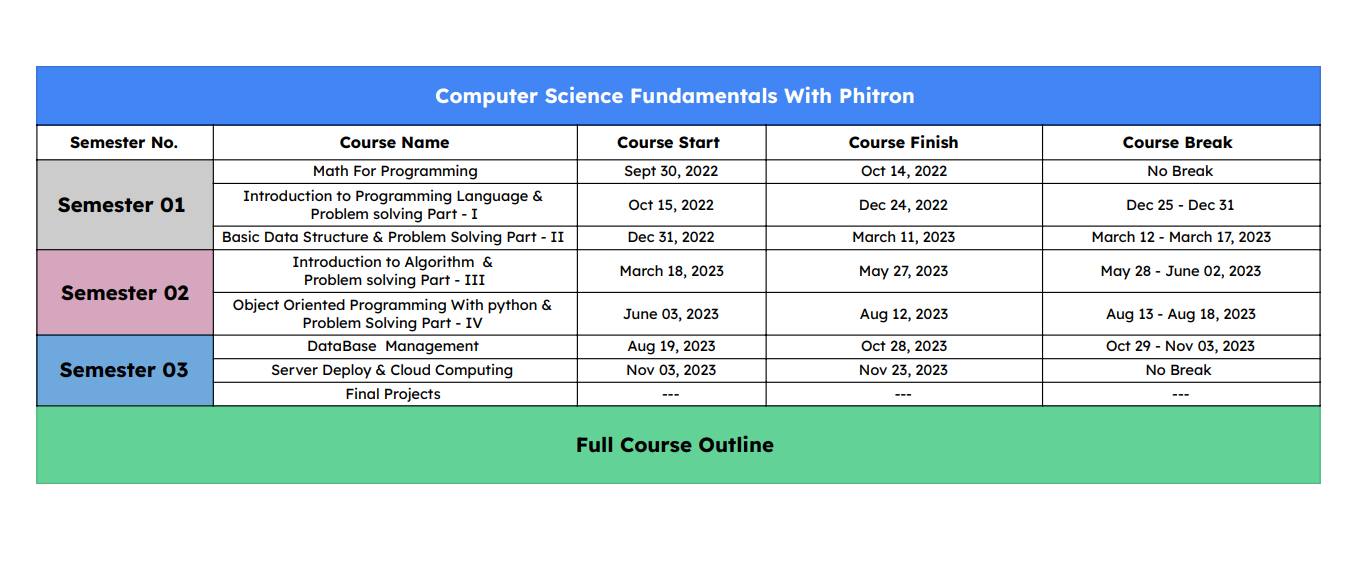 Computer Science Fundamentals With Phitron
Semester No. Course Name Course Start Course Finish Course Break
Semester 01
Math For Programming Sept 30, 2022 Oct 14, 2022 No Break
Introduction to Programming Language &
Problem solving Part - I
Oct 15, 2022 Dec 24, 2022 Dec 25 - Dec 31
Basic Data Structure & Problem Solving Part - II Dec 31, 2022 March 11, 2023 March 12 - March 17, 2023
Semester 02
Introduction to Algorithm  &
Problem solving Part - III
March 18, 2023 May 27, 2023 May 28 - June 02, 2023
Object Oriented Programming With python &
Problem Solving Part - IV
June 03, 2023 Aug 12, 2023 Aug 13 - Aug 18, 2023
Semester 03
DataBase  Management Aug 19, 2023 Oct 28, 2023 Oct 29 - Nov 03, 2023
Server Deploy & Cloud Computing Nov 03, 2023 Nov 23, 2023 No Break
Final Projects --- --- ---
Full Course Outline